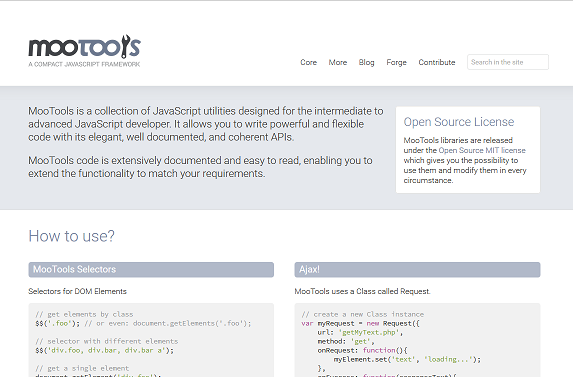 mootools
A COMPACT JAVASCRIPT FRAMEWORK
Core More Blog Forge Contribute Search in the site
MooTools is a collection of JavaScript utilities designed for the intermediate to
advanced JavaScript developer. It allows you to write powerful and flexible
code with its elegant, well documented, and coherent APIs.
MooTools code is extensively documented and easy to read, enabling you to
extend the functionality to match your requirements.
Open Source License
MooTools libraries are released
under the Open Source MIT license
which gives you the possibility to
use them and modify them in every
circumstance.
How to use?
MooTools Selectors
Selectors for DOM Elements
// get elements by class
$$('.foo'); // or even: document.getElements('.foo');
// selector with different elements
$$('div.foo, div.bar, div.bar a');
// get a single element
document.getElement('div.foo');
Ajax!
MooTools uses a Class called Request.
// create a new Class instance
var myRequest = new Request({
url: 'getMyText.php',
method: 'get',
onRequest: function(){
myElement.set('text', 'loading...');
},
onSuccess: function(responseText){